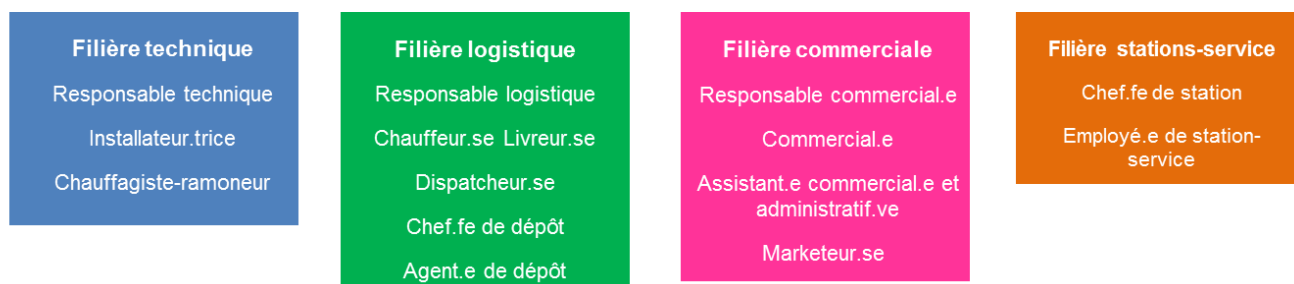 Filière technique
Responsable technique
Installateur.trice
Chauffagiste-ramoneur
Filière logistique
Responsable logistique
Chauffeur.se Livreur.se
Dispatcheur.se
Chef.fe de dépôt
Agent.e de dépôt
Filière commerciale
Responsable commercial.e
Commercial.e
Assistant.e commercial.e et
administratif.ve
Marketeur.se
Filière stations-service
Chef.fe de station
Employé.e de station-
service